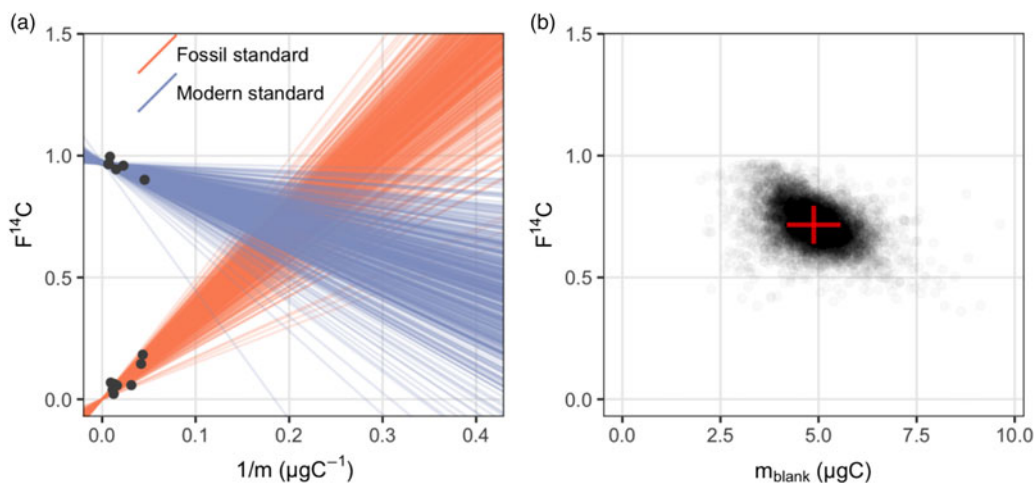 (a)
Fossil standard
Modern standard
F¹⁴C
1.5
1.0
0.5
0.0
0.0 0.1 0.2 0.3 0.4
1/m (µgC⁻¹)
(b)
F¹⁴C
1.5
1.0
0.5
0.0
0.0 2.5 5.0 7.5 10.0
m_blank (µgC)